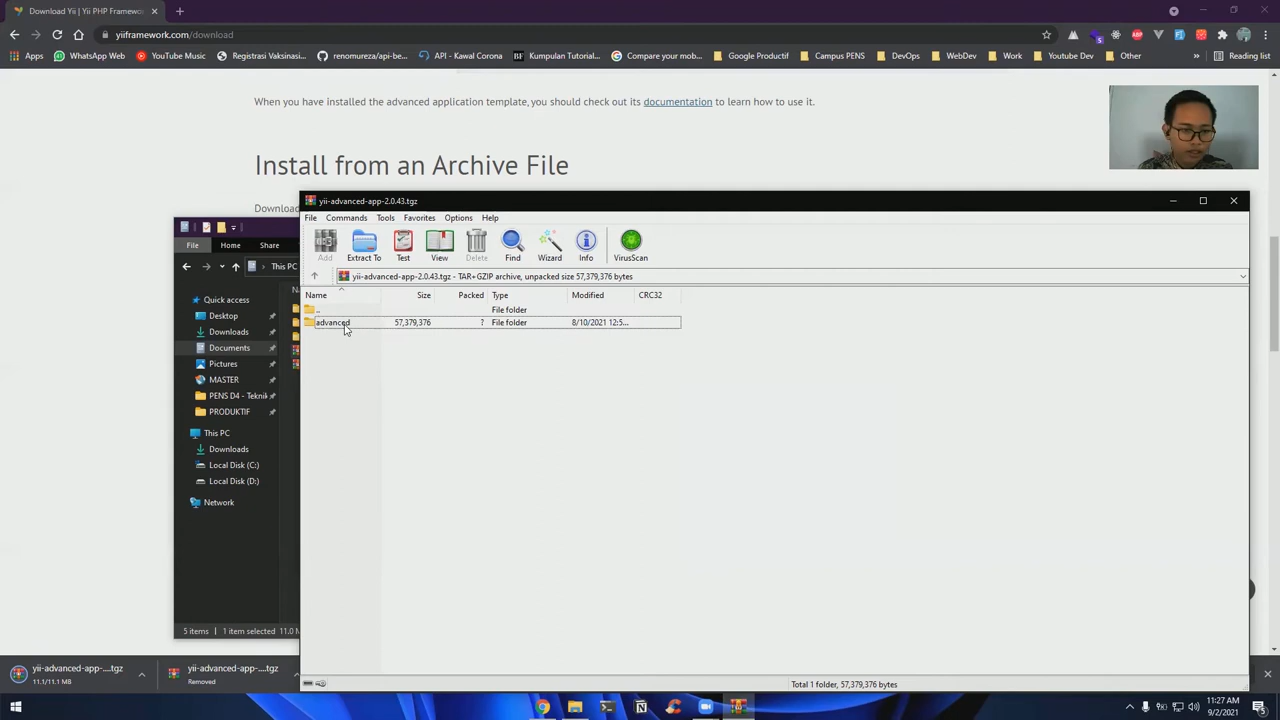 Download Yii | Yii PHP Framewor
yiiframework.com/download
Apps
WhatsApp Web
YouTube Music
Registrasi Vaksinasi...
renomureza/api-be...
API - Kawal Corona
Kumpulan Tutorial...
Compare your mob...
Google Productif
Campus PENS
DevOps
WebDev
Work
Youtube Dev
Other
»
Reading list
When you have installed the advanced application template, you should check out its documentation to learn how to use it.
Install from an Archive File
Download
yii-advanced-app-2.0.43.tgz
File Commands Tools Favorites Options Help
Add
Extract To
Test
View
Delete
Find
Wizard
Info
VirusScan
yii-advanced-app-2.0.43.tgz - TAR+GZIP archive, unpacked size 57,379,376 bytes
Name Size Packed Type Modified CRC32
.. File folder
advanced 57,379,376 ? File folder 8/10/2021 12:5...
Total 1 folder, 57,379,376 bytes
File Home Share
This PC
Quick access
Desktop
Downloads
Documents
Pictures
MASTER
PENS D4 - Teknik
PRODUKTIF
This PC
Downloads
Local Disk (C:)
Local Disk (D:)
Network
5 items 1 item selected 11.0 M
yii-advanced-app-....tgz
11.1/11.1 MB
yii-advanced-app-....tgz
Removed
11:27 AM
9/2/2021